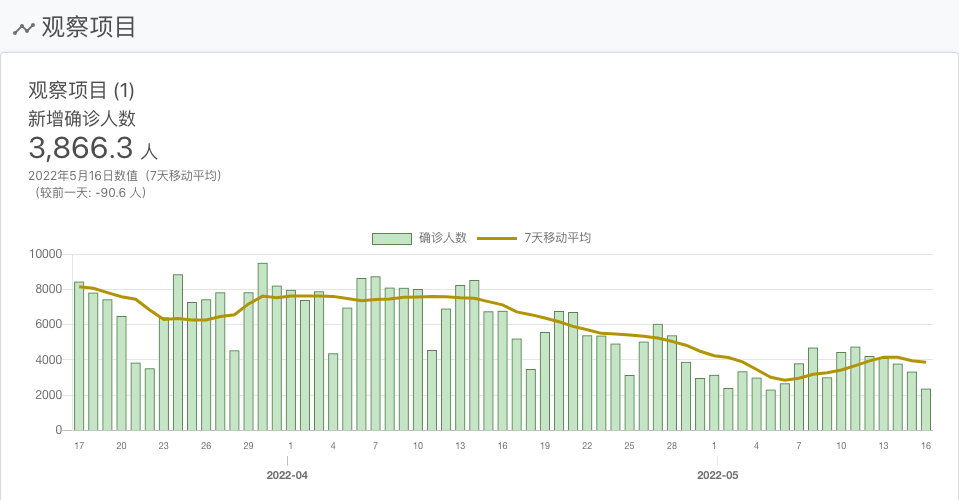 观察项目
观察项目 (1)
新增确诊人数
3,866.3 人
2022年5月16日数值（7天移动平均）
（较前一天: -90.6 人）
确诊人数 7天移动平均
10000
8000
6000
4000
2000
0
17 20 23 26 29 1 4 7 10 13 16 19 22 25 28 1 4 7 10 13 16
2022-04 2022-05